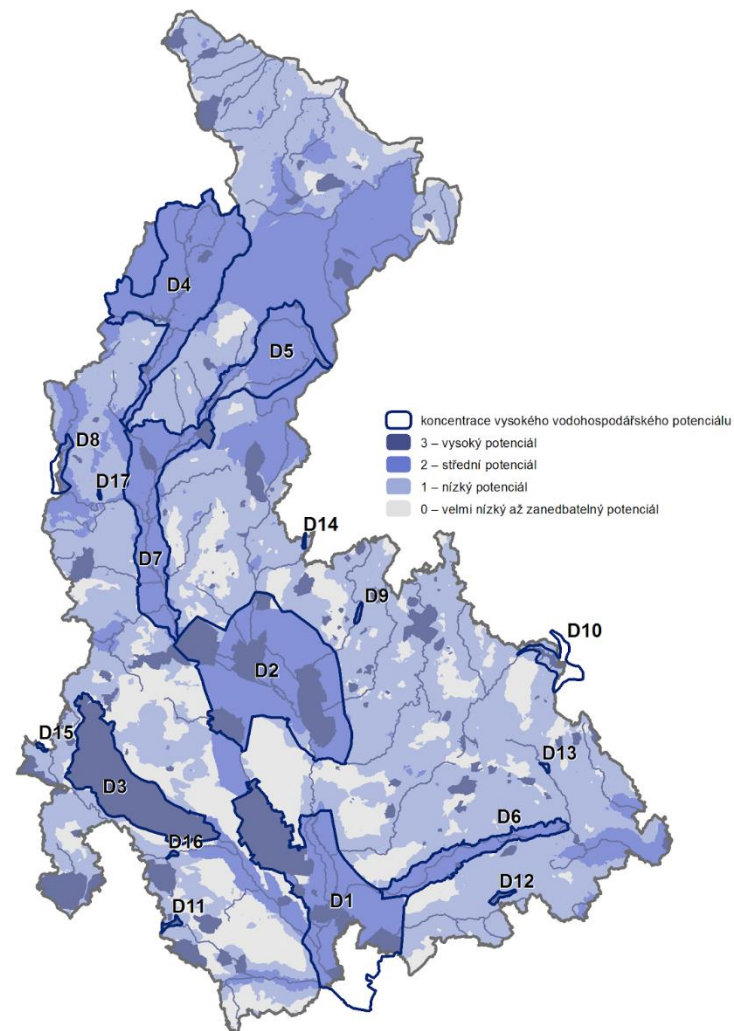 D4
D5
koncentrace vysokého vodohospodářského potenciálu
3 – vysoký potenciál
2 – střední potenciál
1 – nízký potenciál
0 – velmi nízký až zanedbatelný potenciál
D8
D17
D14
D7
D9
D10
D2
D15
D13
D3
D6
D16
D12
D1
D11